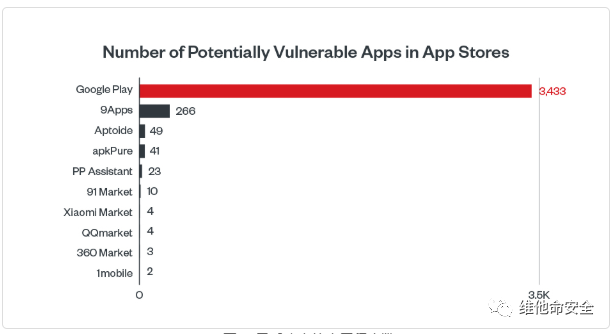 Number of Potentially Vulnerable Apps in App Stores
Google Play 3,433
9Apps 266
Aptoide 49
apkPure 41
PP Assistant 23
91 Market 10
Xiaomi Market 4
QQmarket 4
360 Market 3
1mobile 2
0 3.5K
维他命安全